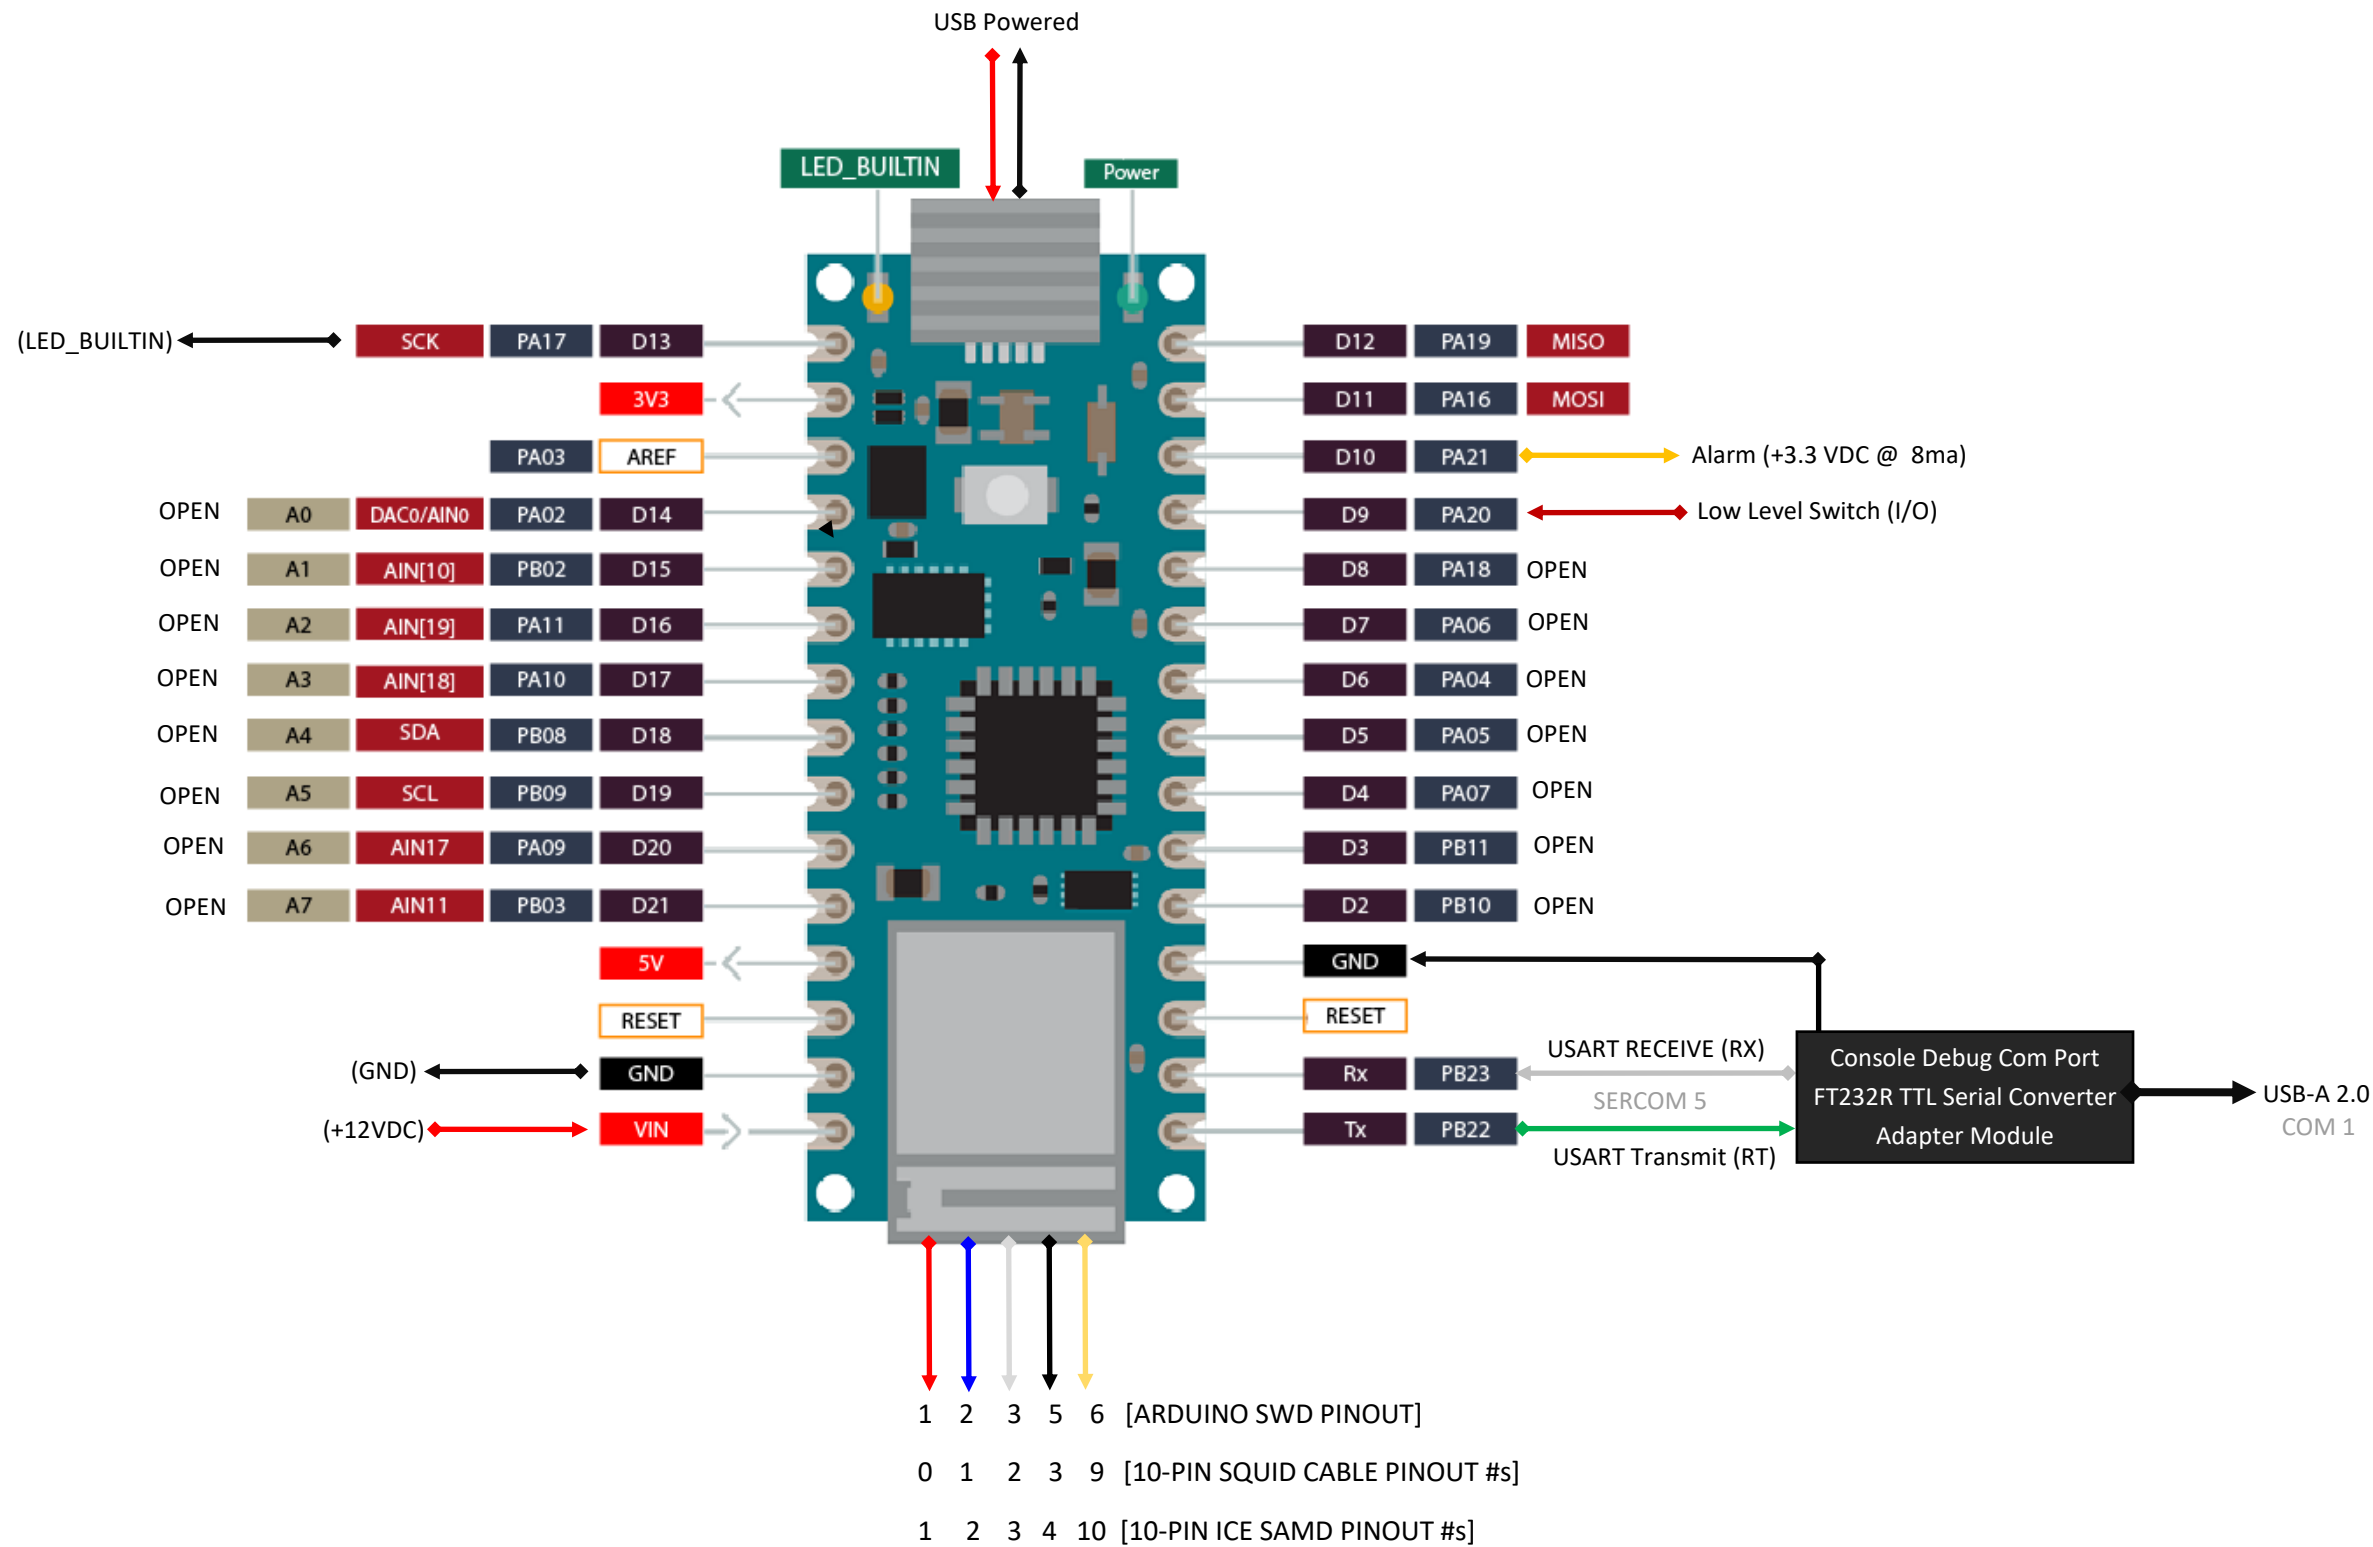 USB Powered
LED_BUILTIN
Power
(LED_BUILTIN) SCK PA17 D13
D12 PA19 MISO
3V3
D11 PA16 MOSI
PA03 AREF
D10 PA21 Alarm (+3.3 VDC @ 8ma)
OPEN A0 DAC0/AIN0 PA02 D14
D9 PA20 Low Level Switch (I/O)
OPEN A1 AIN[10] PB02 D15
D8 PA18 OPEN
OPEN A2 AIN[19] PA11 D16
D7 PA06 OPEN
OPEN A3 AIN[18] PA10 D17
D6 PA04 OPEN
OPEN A4 SDA PB08 D18
D5 PA05 OPEN
OPEN A5 SCL PB09 D19
D4 PA07 OPEN
OPEN A6 AIN17 PA09 D20
D3 PB11 OPEN
OPEN A7 AIN11 PB03 D21
D2 PB10 OPEN
5V
GND
RESET
RESET
(GND) GND
Rx PB23
USART RECEIVE (RX)
SERCOM 5
(+12VDC) VIN
Tx PB22
USART Transmit (RT)
Console Debug Com Port
FT232R TTL Serial Converter
Adapter Module
USB-A 2.0
COM 1
1 2 3 5 6 [ARDUINO SWD PINOUT]
0 1 2 3 9 [10-PIN SQUID CABLE PINOUT #s]
1 2 3 4 10 [10-PIN ICE SAMD PINOUT #s]